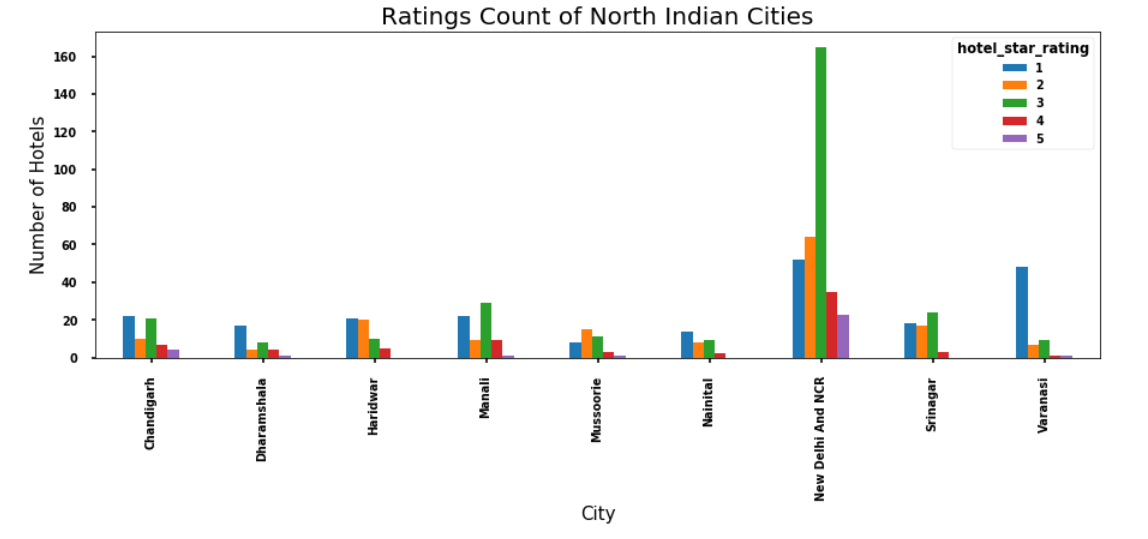 Ratings Count of North Indian Cities
hotel_star_rating
1
2
3
4
5
Number of Hotels
160
140
120
100
80
60
40
20
0
Chandigarh
Dharamshala
Haridwar
Manali
Mussoorie
Nainital
New Delhi And NCR
Srinagar
Varanasi
City